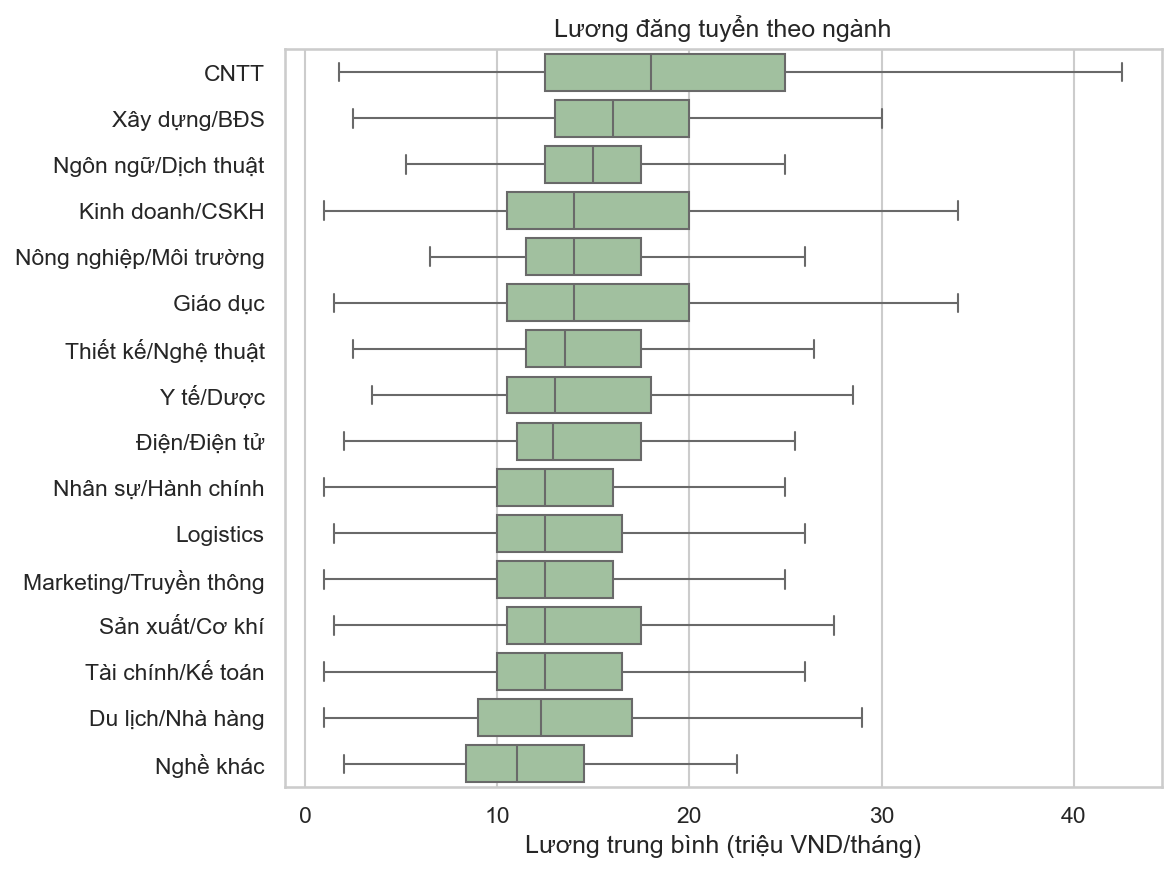 Lương đăng tuyển theo ngành
CNTT
Xây dựng/BĐS
Ngôn ngữ/Dịch thuật
Kinh doanh/CSKH
Nông nghiệp/Môi trường
Giáo dục
Thiết kế/Nghệ thuật
Y tế/Dược
Điện/Điện tử
Nhân sự/Hành chính
Logistics
Marketing/Truyền thông
Sản xuất/Cơ khí
Tài chính/Kế toán
Du lịch/Nhà hàng
Nghề khác
0 10 20 30 40
Lương trung bình (triệu VND/tháng)